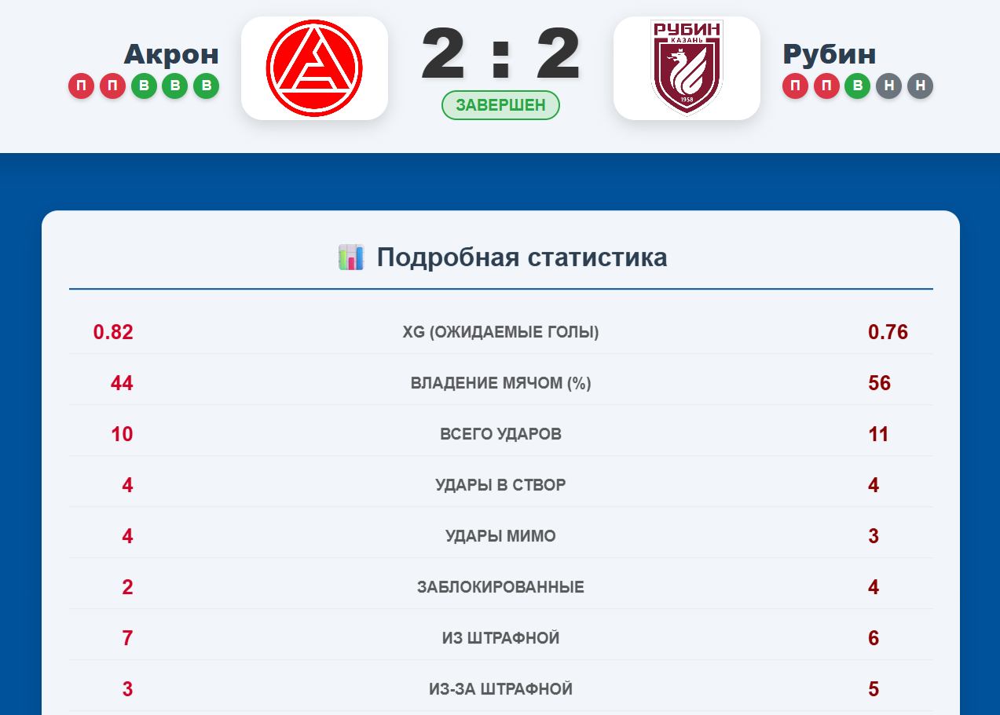 Акрон
П П В В В
2 : 2
ЗАВЕРШЕН
РУБИН
КАЗАНЬ
1958
Рубин
П П В Н Н
Подробная статистика
0.82 XG (ОЖИДАЕМЫЕ ГОЛЫ) 0.76
44 ВЛАДЕНИЕ МЯЧОМ (%) 56
10 ВСЕГО УДАРОВ 11
4 УДАРЫ В СТВОР 4
4 УДАРЫ МИМО 3
2 ЗАБЛОКИРОВАННЫЕ 4
7 ИЗ ШТРАФНОЙ 6
3 ИЗ-ЗА ШТРАФНОЙ 5